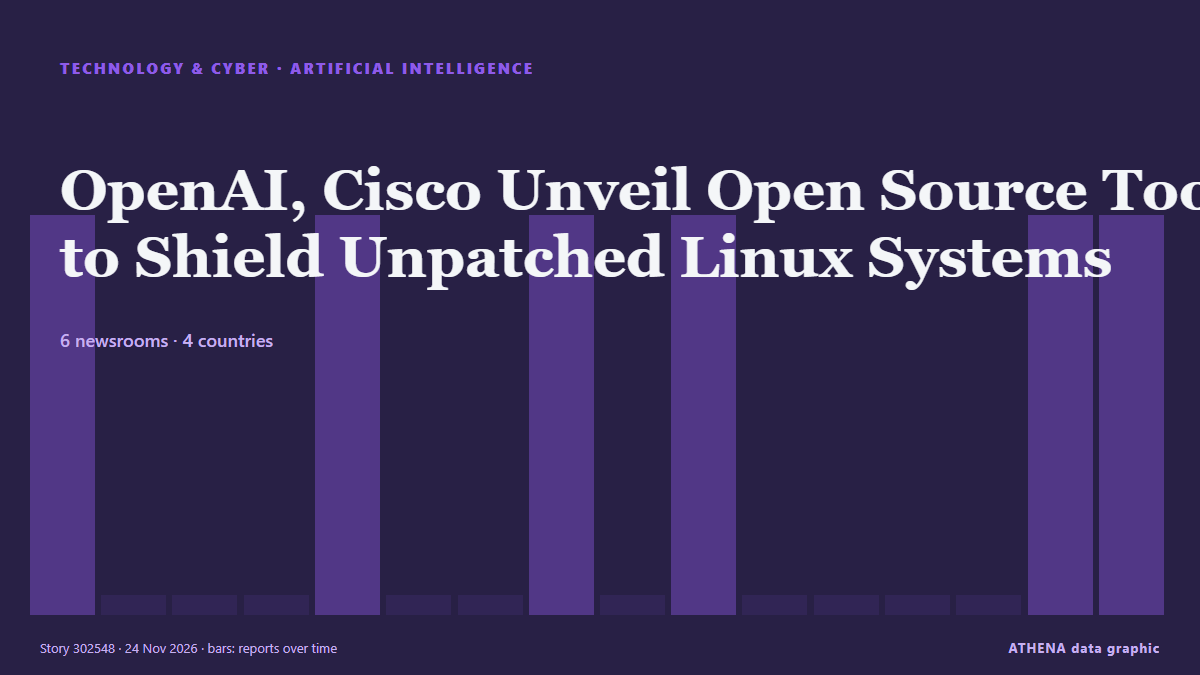 TECHNOLOGY & CYBER · ARTIFICIAL INTELLIGENCE
OpenAI, Cisco Unveil Open Source
to Shield Unpatched Linux Systems
6 newsrooms · 4 countries
Story 302548 · 24 Nov 2026 · bars: reports over time
ATHENA data graphic